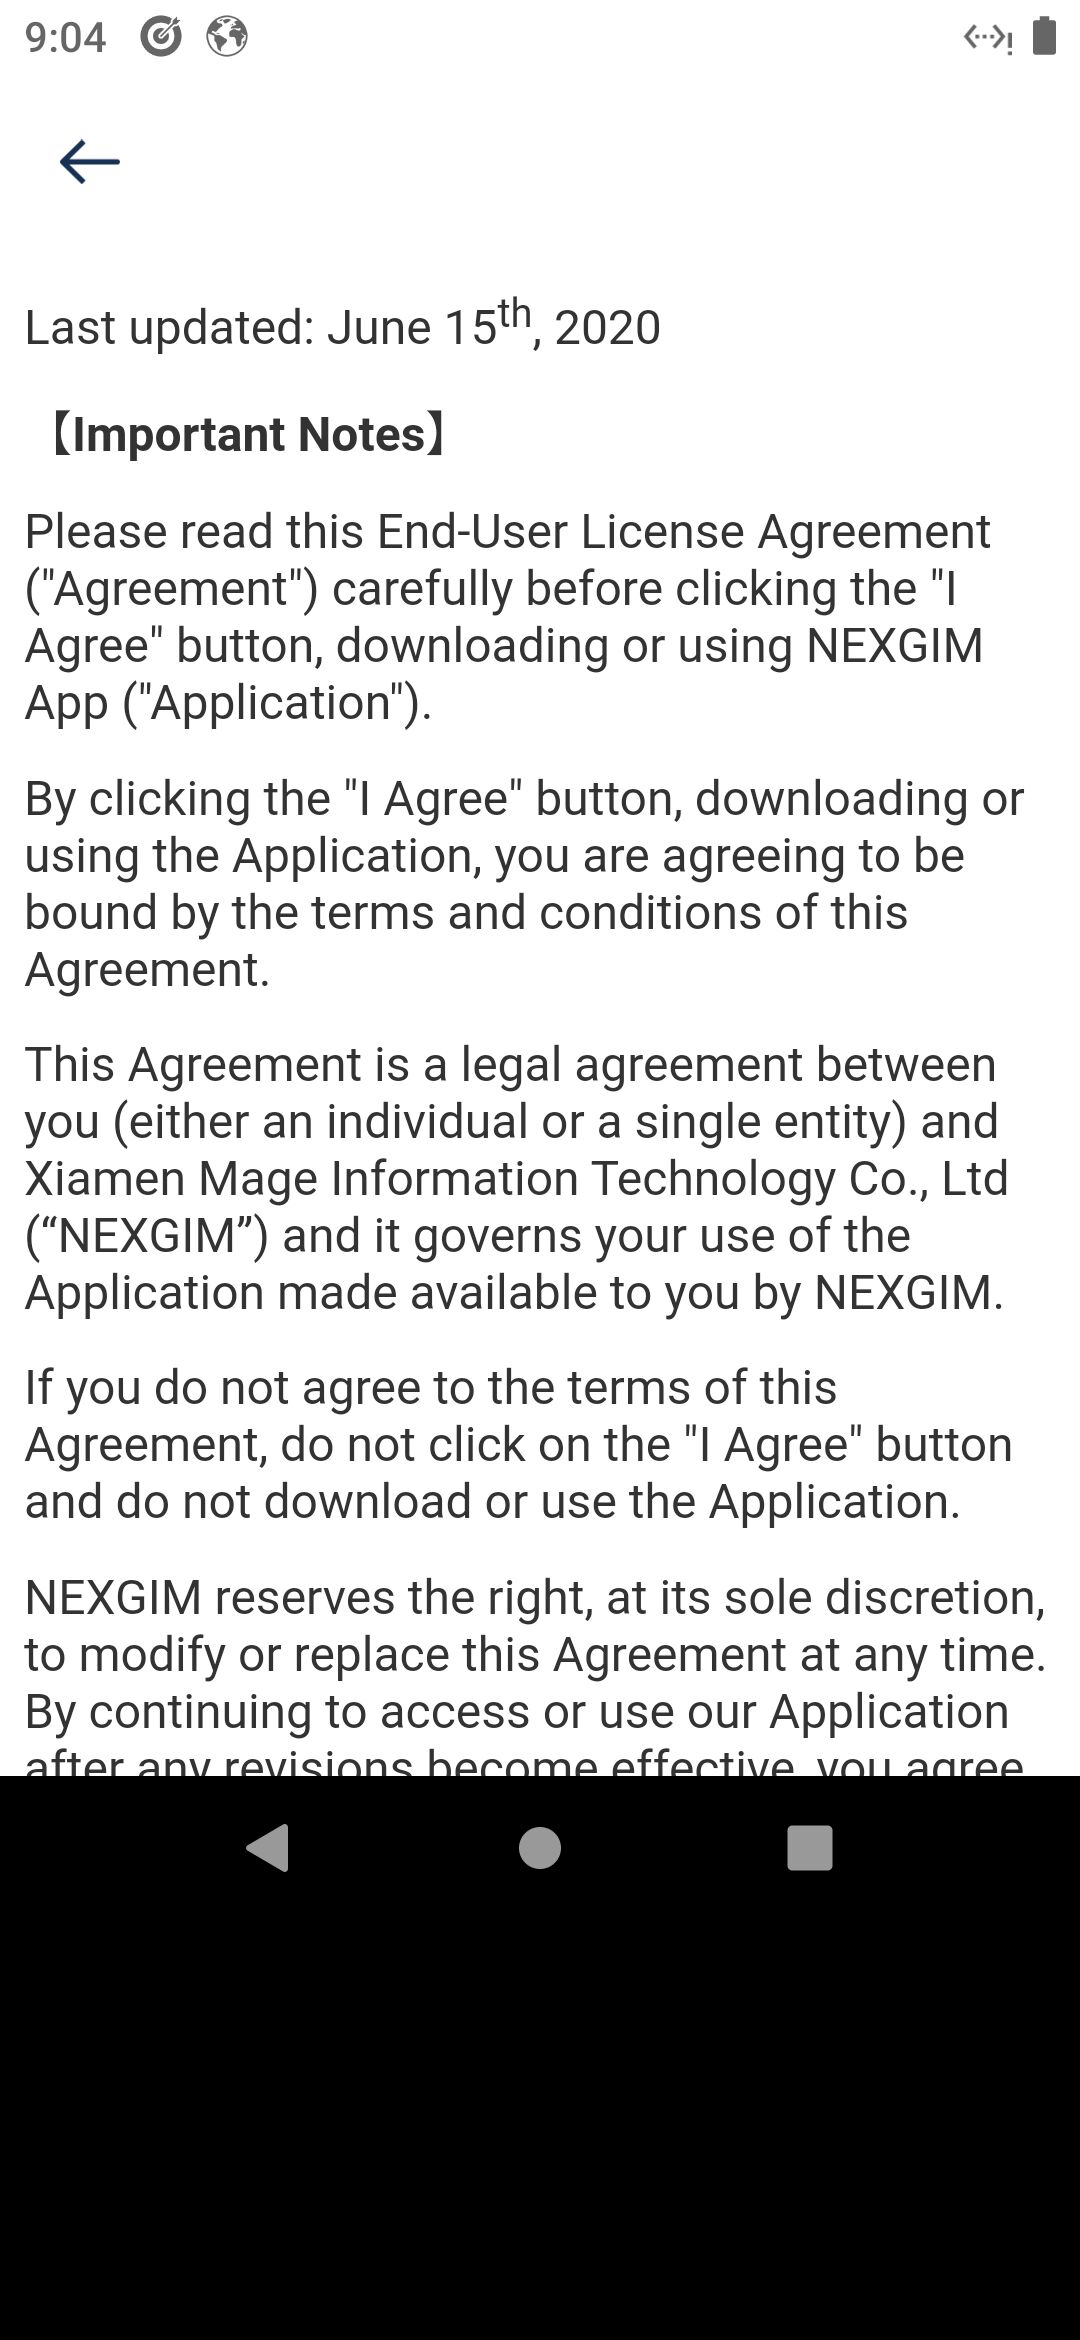 9:04
Last updated: June 15th, 2020
【Important Notes】
Please read this End-User License Agreement
("Agreement") carefully before clicking the "I
Agree" button, downloading or using NEXGIM
App ("Application").
By clicking the "I Agree" button, downloading or
using the Application, you are agreeing to be
bound by the terms and conditions of this
Agreement.
This Agreement is a legal agreement between
you (either an individual or a single entity) and
Xiamen Mage Information Technology Co., Ltd
(“NEXGIM”) and it governs your use of the
Application made available to you by NEXGIM.
If you do not agree to the terms of this
Agreement, do not click on the "I Agree" button
and do not download or use the Application.
NEXGIM reserves the right, at its sole discretion,
to modify or replace this Agreement at any time.
By continuing to access or use our Application
after any revisions become effective, you agree